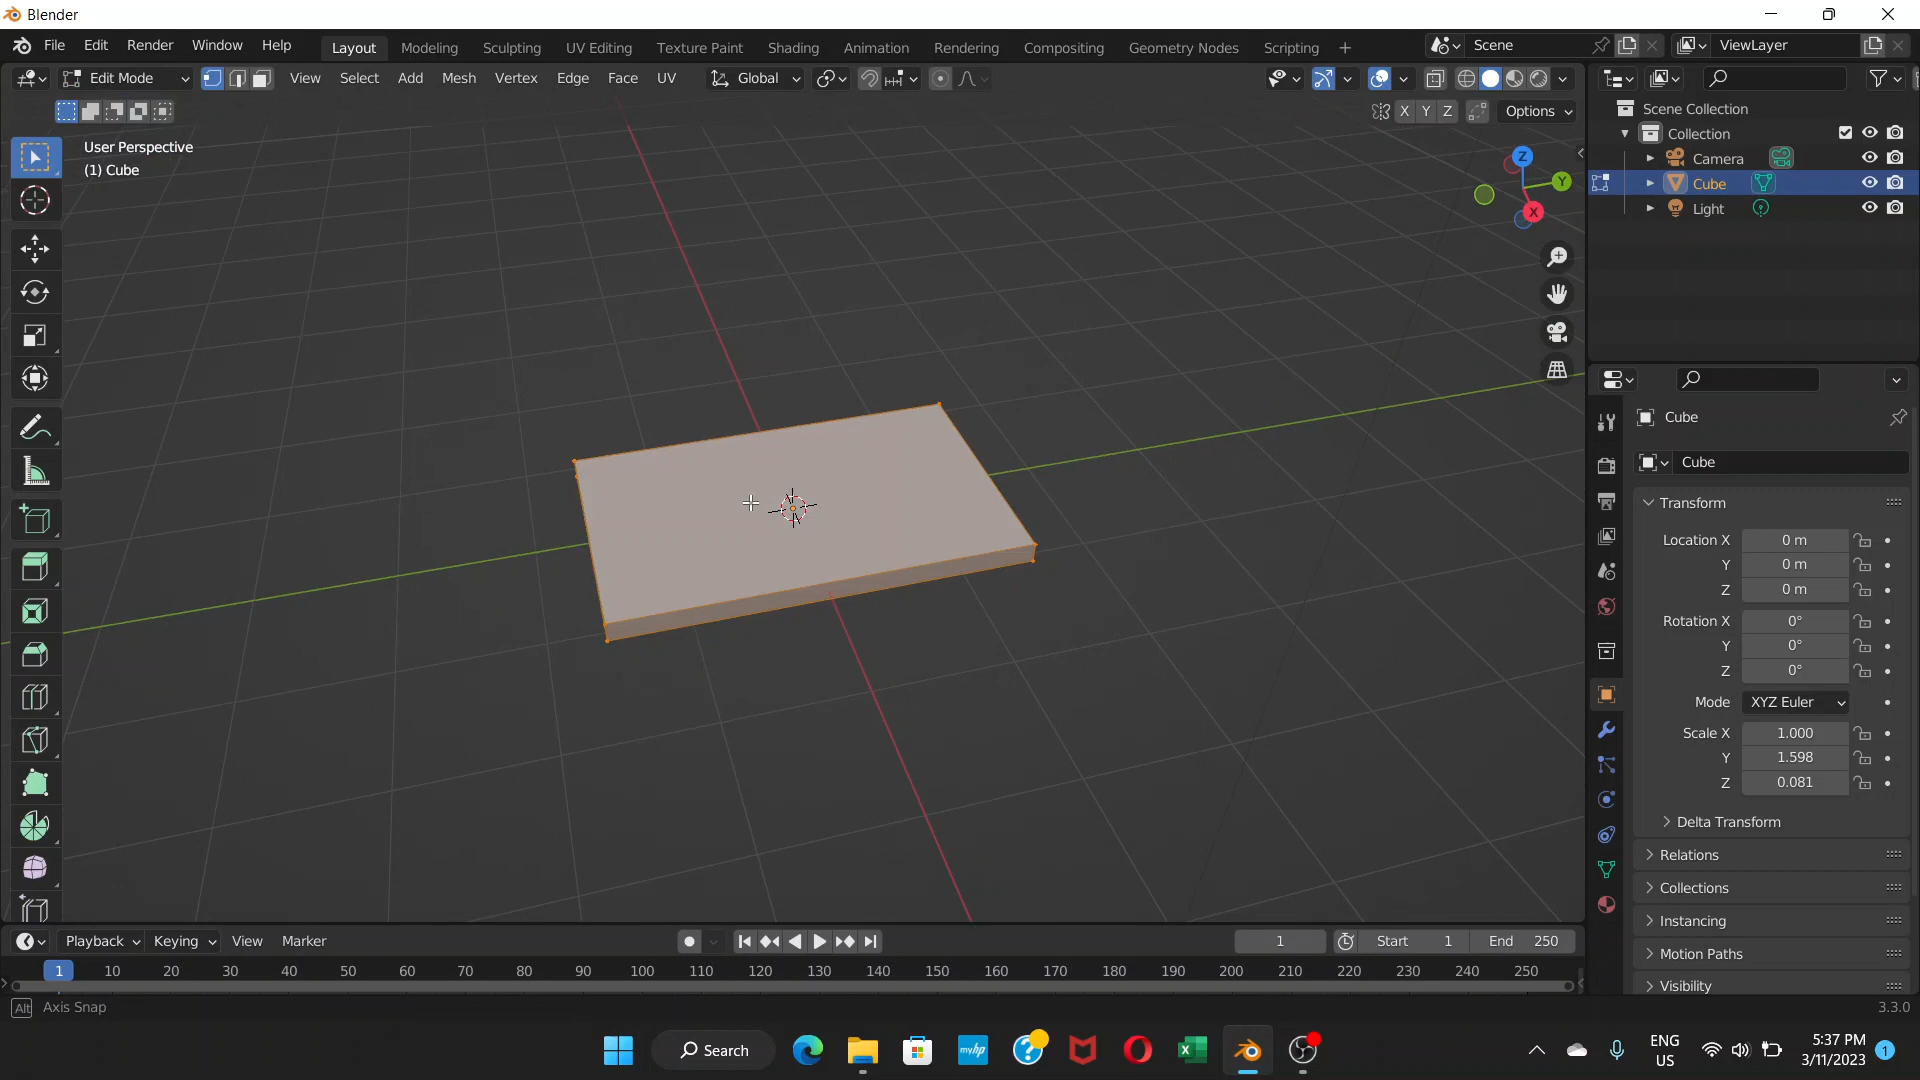 Blender
File Edit Render Window Help Layout Modeling Sculpting UV Editing Texture Paint Shading Animation Rendering Compositing Geometry Nodes Scripting + Scene ViewLayer
Edit Mode View Select Add Mesh Vertex Edge Face UV Global
X Y Z Options
User Perspective
(1) Cube
Z
Y
X
Scene Collection
Collection
Camera
Cube
Light
Cube
Cube
Transform
Location X 0 m
Y 0 m
Z 0 m
Rotation X 0°
Y 0°
Z 0°
Mode XYZ Euler
Scale X 1.000
Y 1.598
Z 0.081
Delta Transform
Relations
Collections
Instancing
Motion Paths
Visibility
Playback Keying View Marker 1 Start 1 End 250
1 10 20 30 40 50 60 70 80 90 100 110 120 130 140 150 160 170 180 190 200 210 220 230 240 250
Alt Axis Snap 3.3.0
Search myhp ENG US 5:37 PM 3/11/2023 1